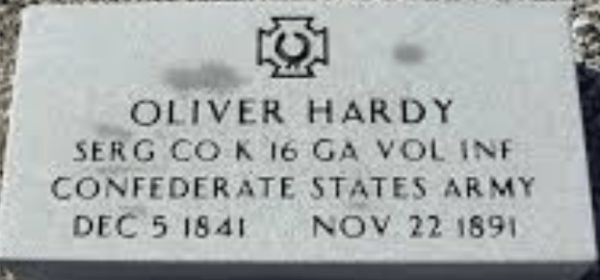 OLIVER HARDY
SERG CO K 16 GA VOL INF
CONFEDERATE STATES ARMY
DEC 5 1841 NOV 22 1891